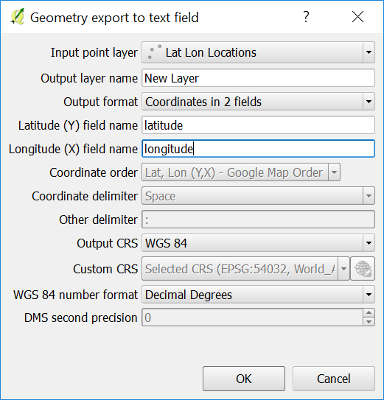 Geometry export to text field ? ×
Input point layer Lat Lon Locations
Output layer name New Layer
Output format Coordinates in 2 fields
Latitude (Y) field name latitude
Longitude (X) field name longitude
Coordinate order Lat, Lon (Y,X) - Google Map Order
Coordinate delimiter Space
Other delimiter :
Output CRS WGS 84
Custom CRS Selected CRS (EPSG:54032, World_A
WGS 84 number format Decimal Degrees
DMS second precision 0
OK Cancel